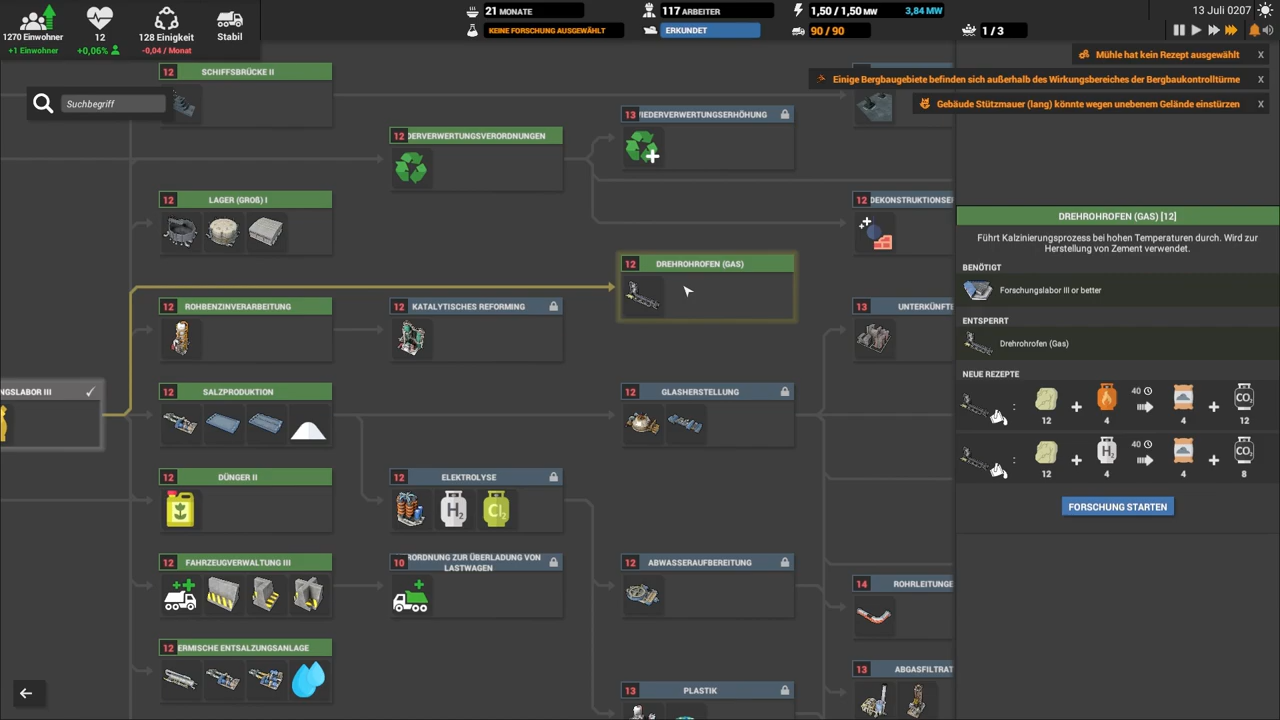 1270 Einwohner
+1 Einwohner
12
+0,06%
128 Einigkeit
-0,04 / Monat
Stabil
21 MONATE
KEINE FORSCHUNG AUSGEWÄHLT
117 ARBEITER
ERKUNDET
1,50 / 1,50 MW
3,84 MW
90 / 90
1 / 3
13 Juli 0207
Mühle hat kein Rezept ausgewählt X
Einige Bergbaugebiete befinden sich außerhalb des Wirkungsbereiches der Bergbaukontrolltürme X
Gebäude Stützmauer (lang) könnte wegen unebenem Gelände einstürzen X
Suchbegriff
12 SCHIFFSBRÜCKE II
12 DERVERWERTUNGSVERORDNUNGEN
13 WIEDERVERWERTUNGSERHÖHUNG
12 LAGER (GROß) I
12 DEKONSTRUKTIONSE
12 DREHROHROFEN (GAS)
12 ROHBENZINVERARBEITUNG
12 KATALYTISCHES REFORMING
13 UNTERKÜNFTI
NGSLABOR III
12 SALZPRODUKTION
12 GLASHERSTELLUNG
12 DÜNGER II
12 ELEKTROLYSE
H2
Cl2
12 FAHRZEUGVERWALTUNG III
10 RORDNUNG ZUR ÜBERLADUNG VON
LASTWAGEN
12 ABWASSERAUFBEREITUNG
14 ROHRLEITUNGE
12 ERMISCHE ENTSALZUNGSANLAGE
13 PLASTIK
13 ABGASFILTRAT
DREHROHROFEN (GAS) [12]
Führt Kalzinierungsprozess bei hohen Temperaturen durch. Wird zur
Herstellung von Zement verwendet.
BENÖTIGT
Forschungslabor III or better
ENTSPERRT
Drehrohrofen (Gas)
NEUE REZEPTE
: + 40 + CO2
12 4 4 12
: + H2 40 + CO2
12 4 4 8
FORSCHUNG STARTEN